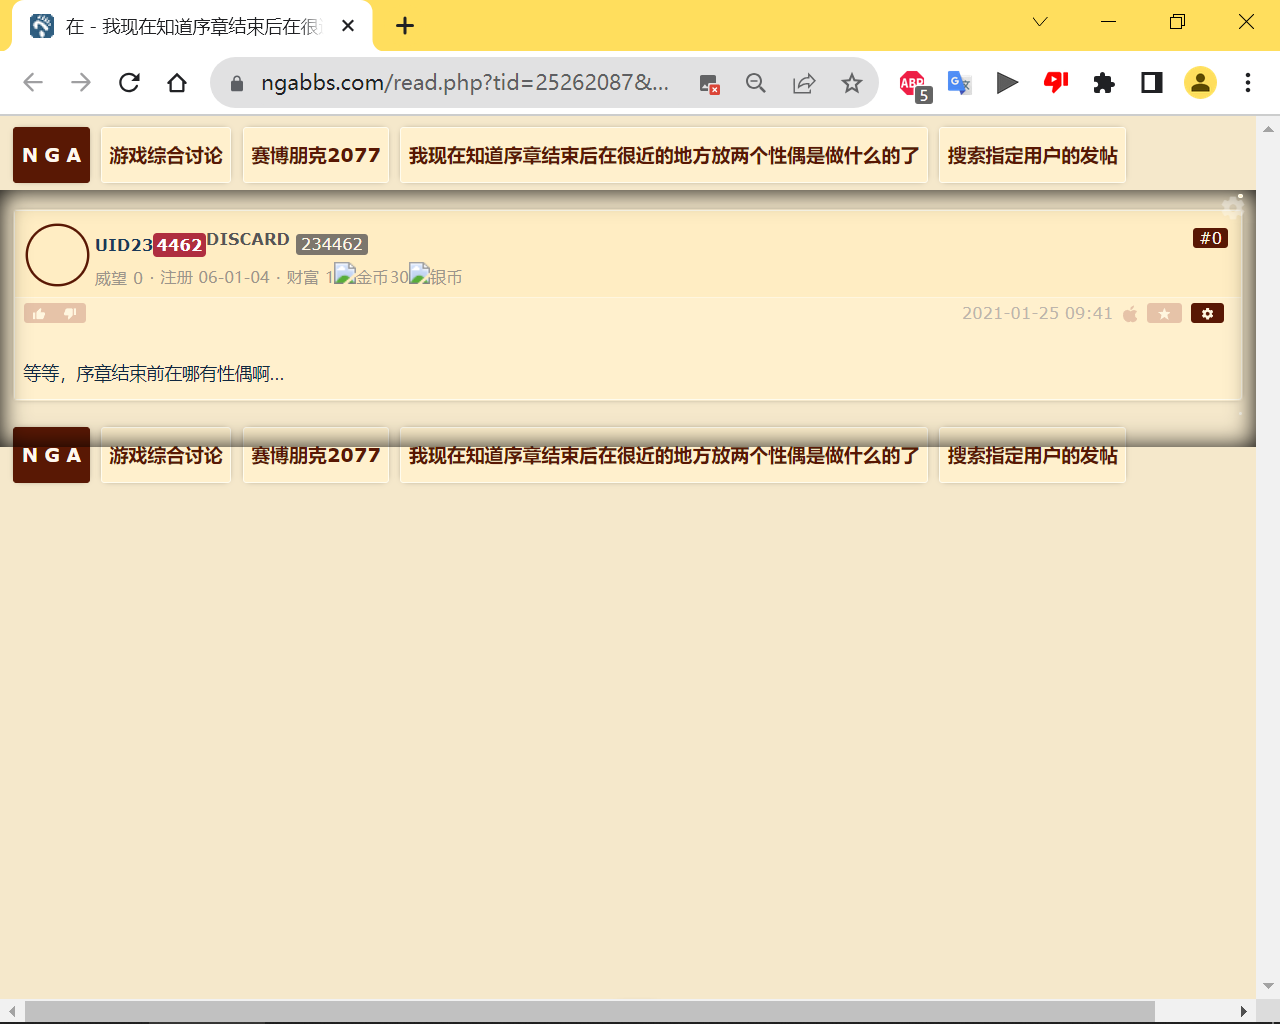 在 - 我现在知道序章结束后在很
ngabbs.com/read.php?tid=25262087&...
ABP
5
N G A
游戏综合讨论
赛博朋克2077
我现在知道序章结束后在很近的地方放两个性偶是做什么的了
搜索指定用户的发帖
UID234462 DISCARD 234462
#0
威望 0 · 注册 06-01-04 · 财富 1金币30银币
2021-01-25 09:41
等等，序章结束前在哪有性偶啊...
N G A
游戏综合讨论
赛博朋克2077
我现在知道序章结束后在很近的地方放两个性偶是做什么的了
搜索指定用户的发帖